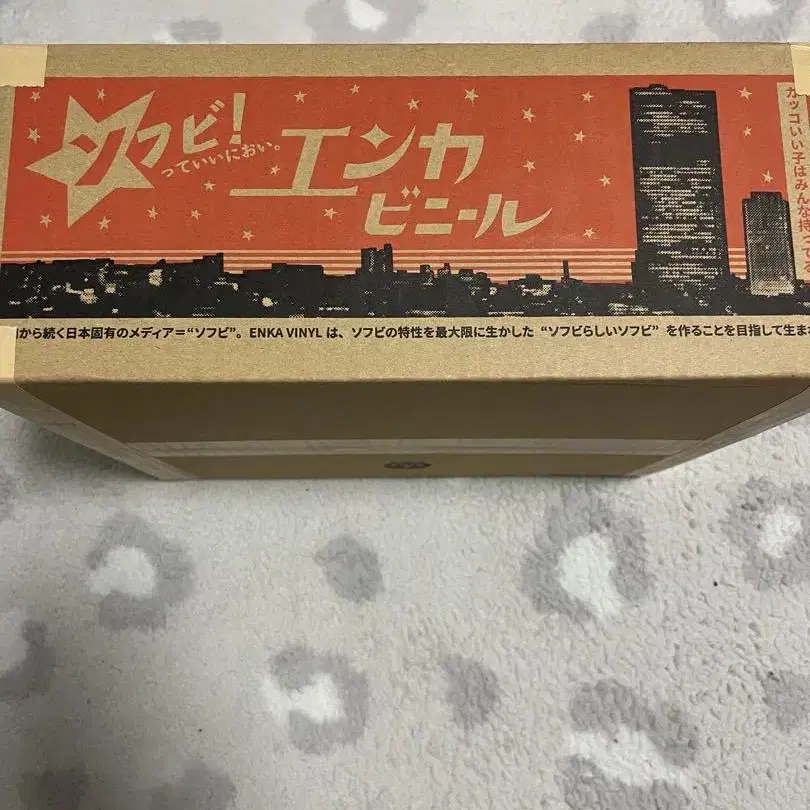 ソフビ!
っていいにおい。
エンカ
ビニール
カッコいい子はみんな持ってる
から続く日本固有のメディア=“ソフビ”。ENKA VINYL は、ソフビの特性を最大限に生かした “ソフビらしいソフビ” を作ることを目指して生ま